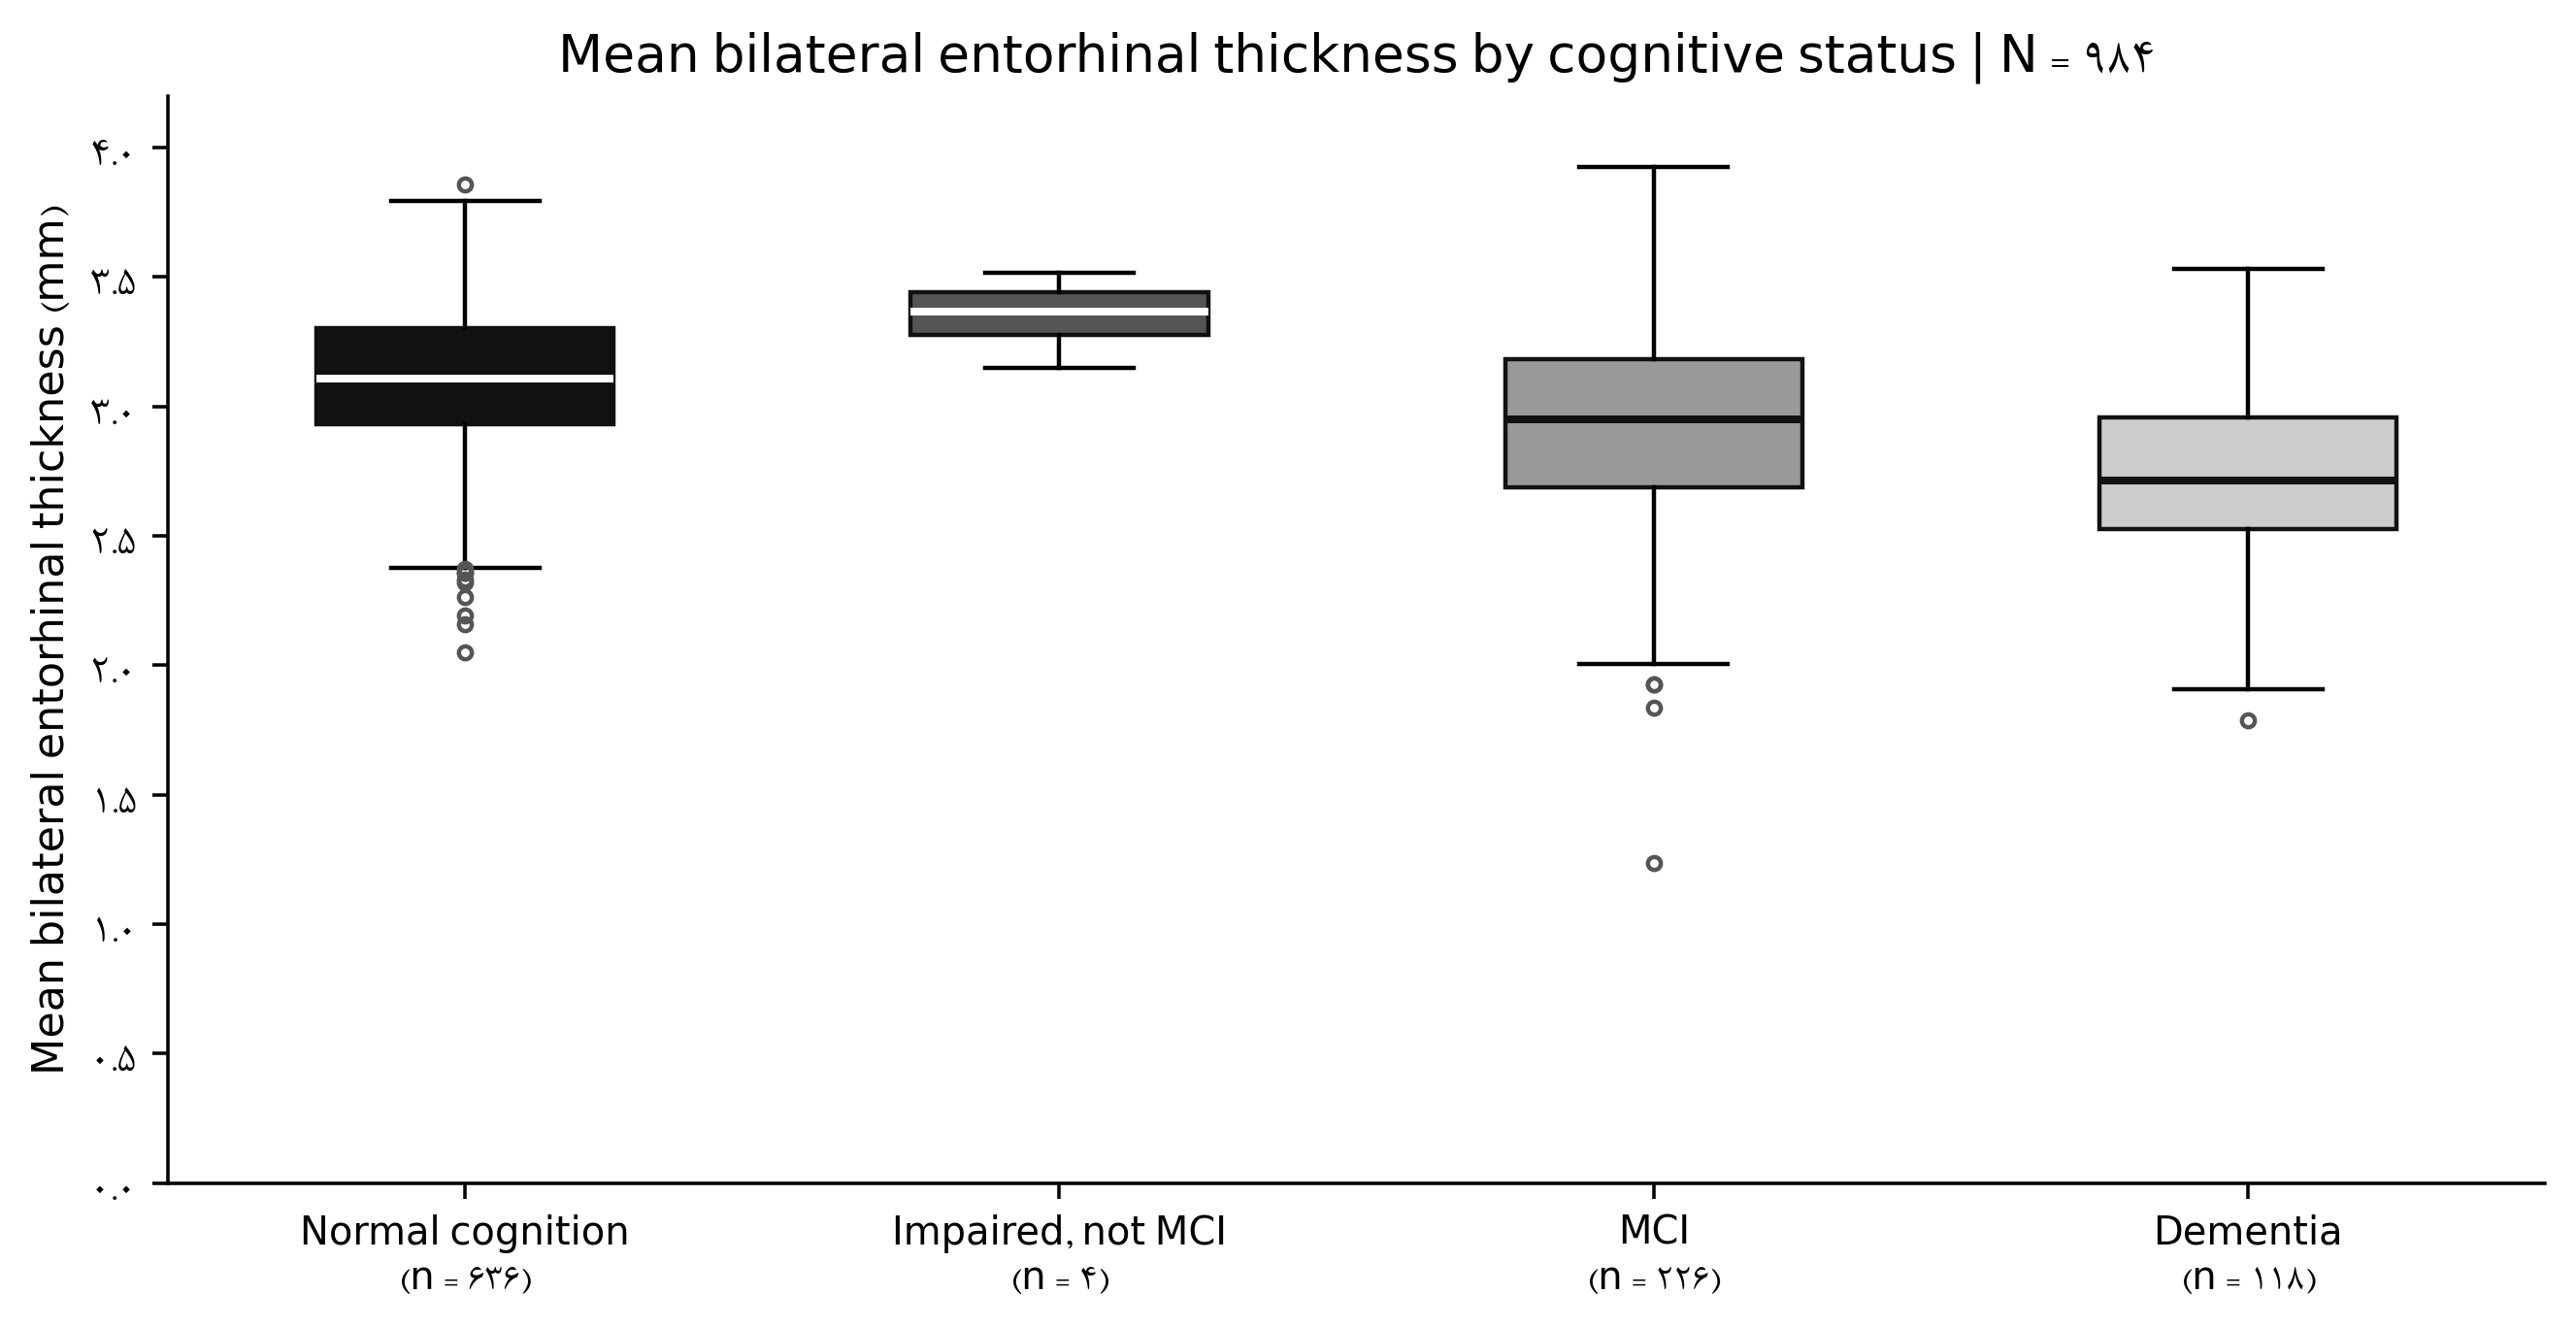 Mean bilateral entorhinal thickness by cognitive status | N = ۹۸۴
Mean bilateral entorhinal thickness (mm)
۴.۰
۳.۵
۳.۰
۲.۵
۲.۰
۱.۵
۱.۰
۰.۵
۰.۰
Normal cognition
(n = ۶۳۶)
Impaired, not MCI
(n = ۴)
MCI
(n = ۲۲۶)
Dementia
(n = ۱۱۸)